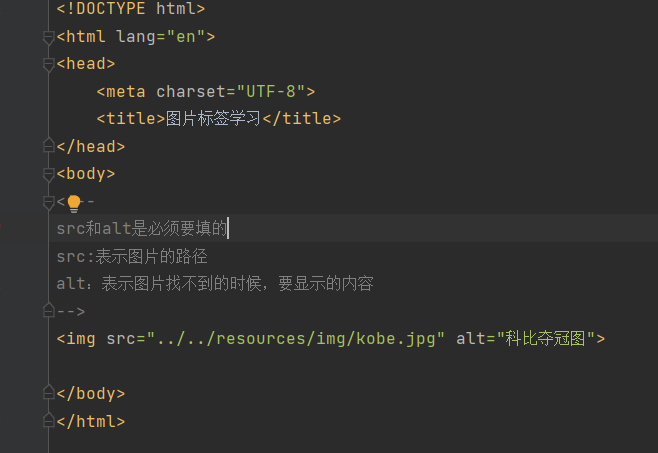 <!DOCTYPE html>
<html lang="en">
<head>
    <meta charset="UTF-8">
    <title>图片标签学习</title>
</head>
<body>
<--
src和alt是必须要填的
src:表示图片的路径
alt：表示图片找不到的时候，要显示的内容
-->
<img src="../../resources/img/kobe.jpg" alt="科比夺冠图">
</body>
</html>